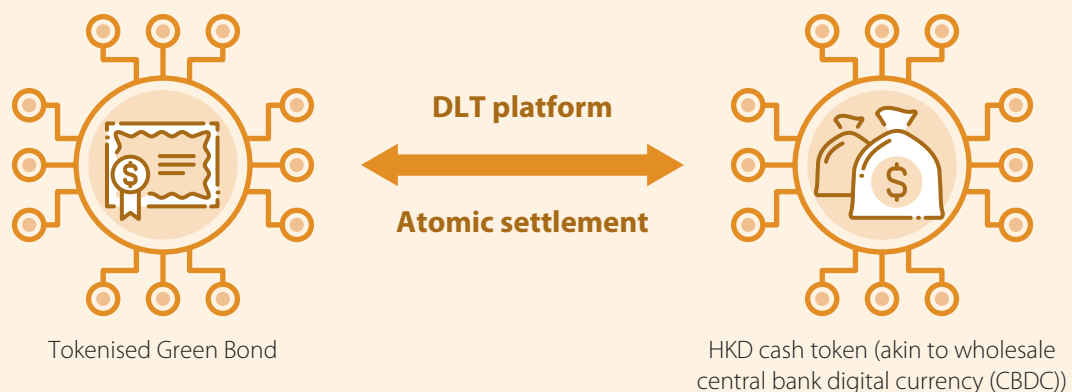 DLT platform
$
$
Atomic settlement
Tokenised Green Bond
HKD cash token (akin to wholesale
central bank digital currency (CBDC))